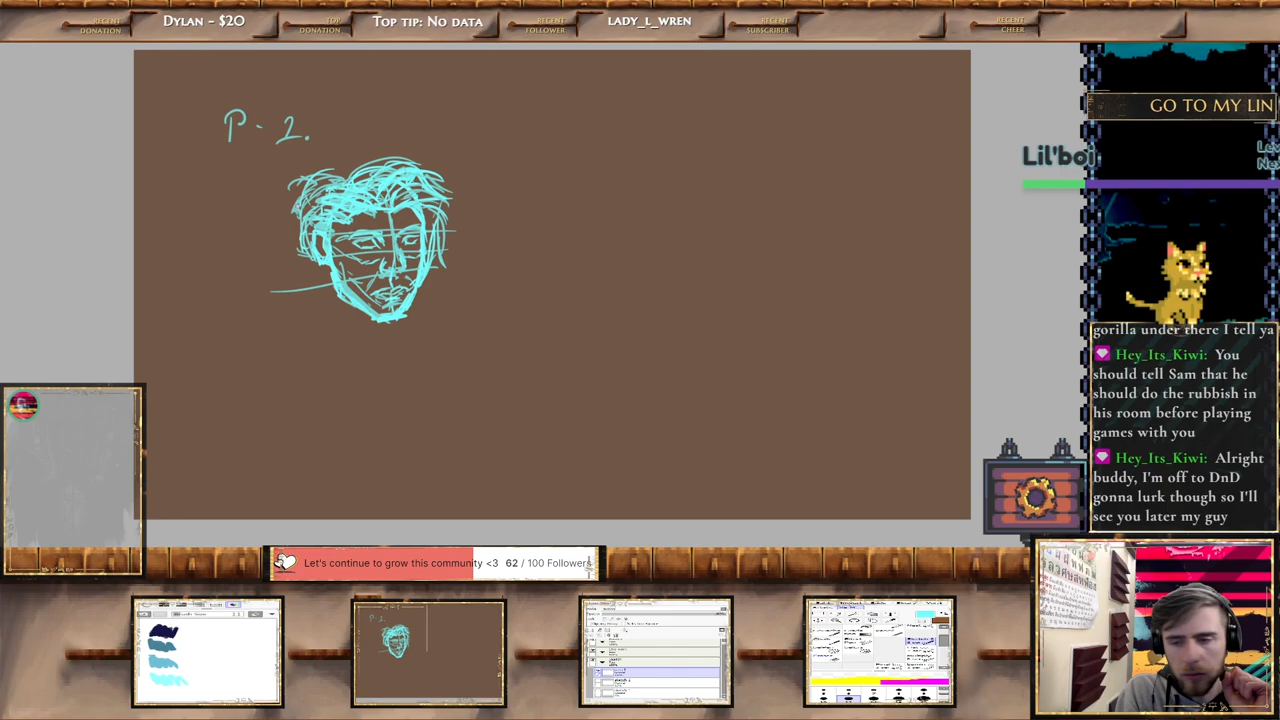 RECENT DONATION
Dylan - $20
TOP DONATION
Top tip: No data
RECENT FOLLOWER
LADY_L_WREN
RECENT SUBSCRIBER
RECENT CHEER
P. 2.
GO TO MY LIN
Lil'boi
Lev
Ne
gorilla under there I tell ya
Hey_Its_Kiwi: You
should tell Sam that he
should do the rubbish in
his room before playing
games with you
Hey_Its_Kiwi: Alright
buddy, I'm off to DnD
gonna lurk though so I'll
see you later my guy
Let's continue to grow this community <3 62 / 100 Followers